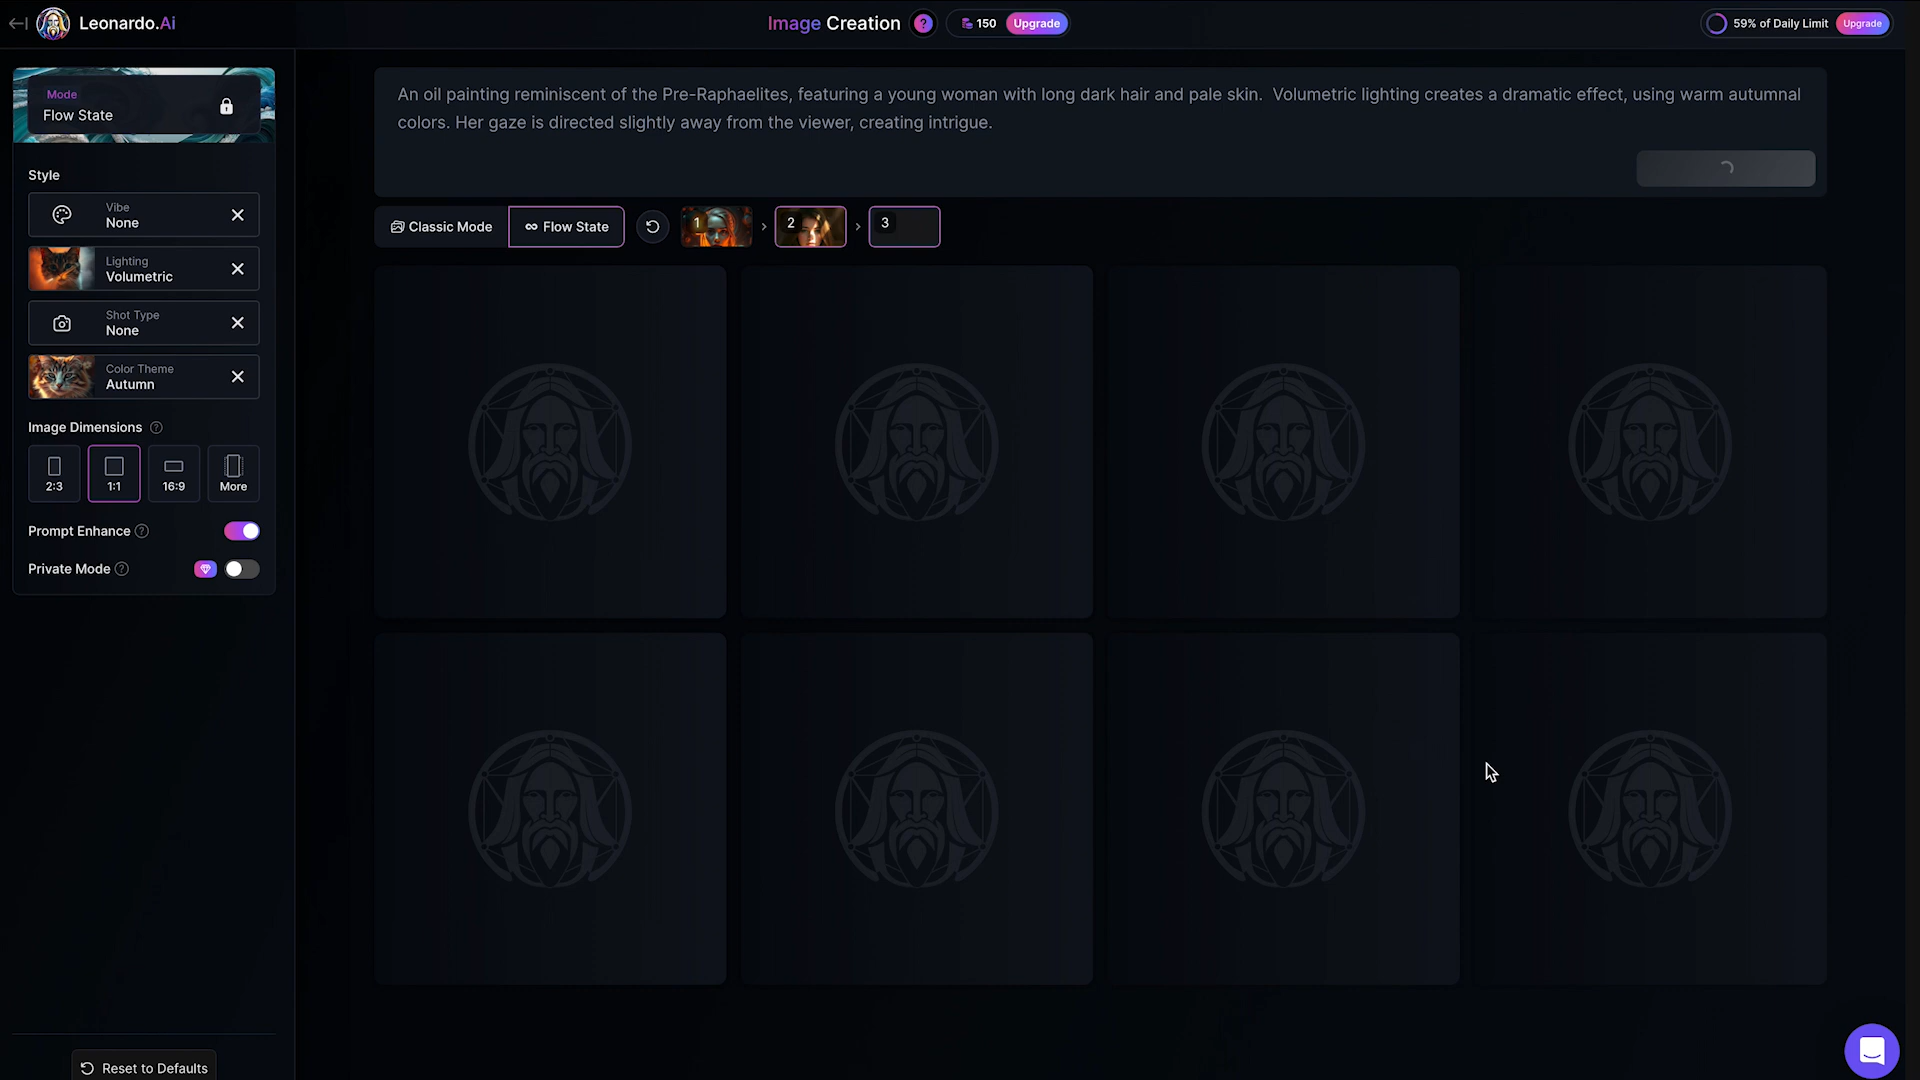 Leonardo.Ai
Image Creation
?
150
Upgrade
59% of Daily Limit
Upgrade
Mode
Flow State
An oil painting reminiscent of the Pre-Raphaelites, featuring a young woman with long dark hair and pale skin.  Volumetric lighting creates a dramatic effect, using warm autumnal
colors. Her gaze is directed slightly away from the viewer, creating intrigue.
Classic Mode
Flow State
1
2
3
Style
Vibe
None
Lighting
Volumetric
Shot Type
None
Color Theme
Autumn
Image Dimensions ?
2:3
1:1
16:9
More
Prompt Enhance ?
Private Mode ?
Reset to Defaults